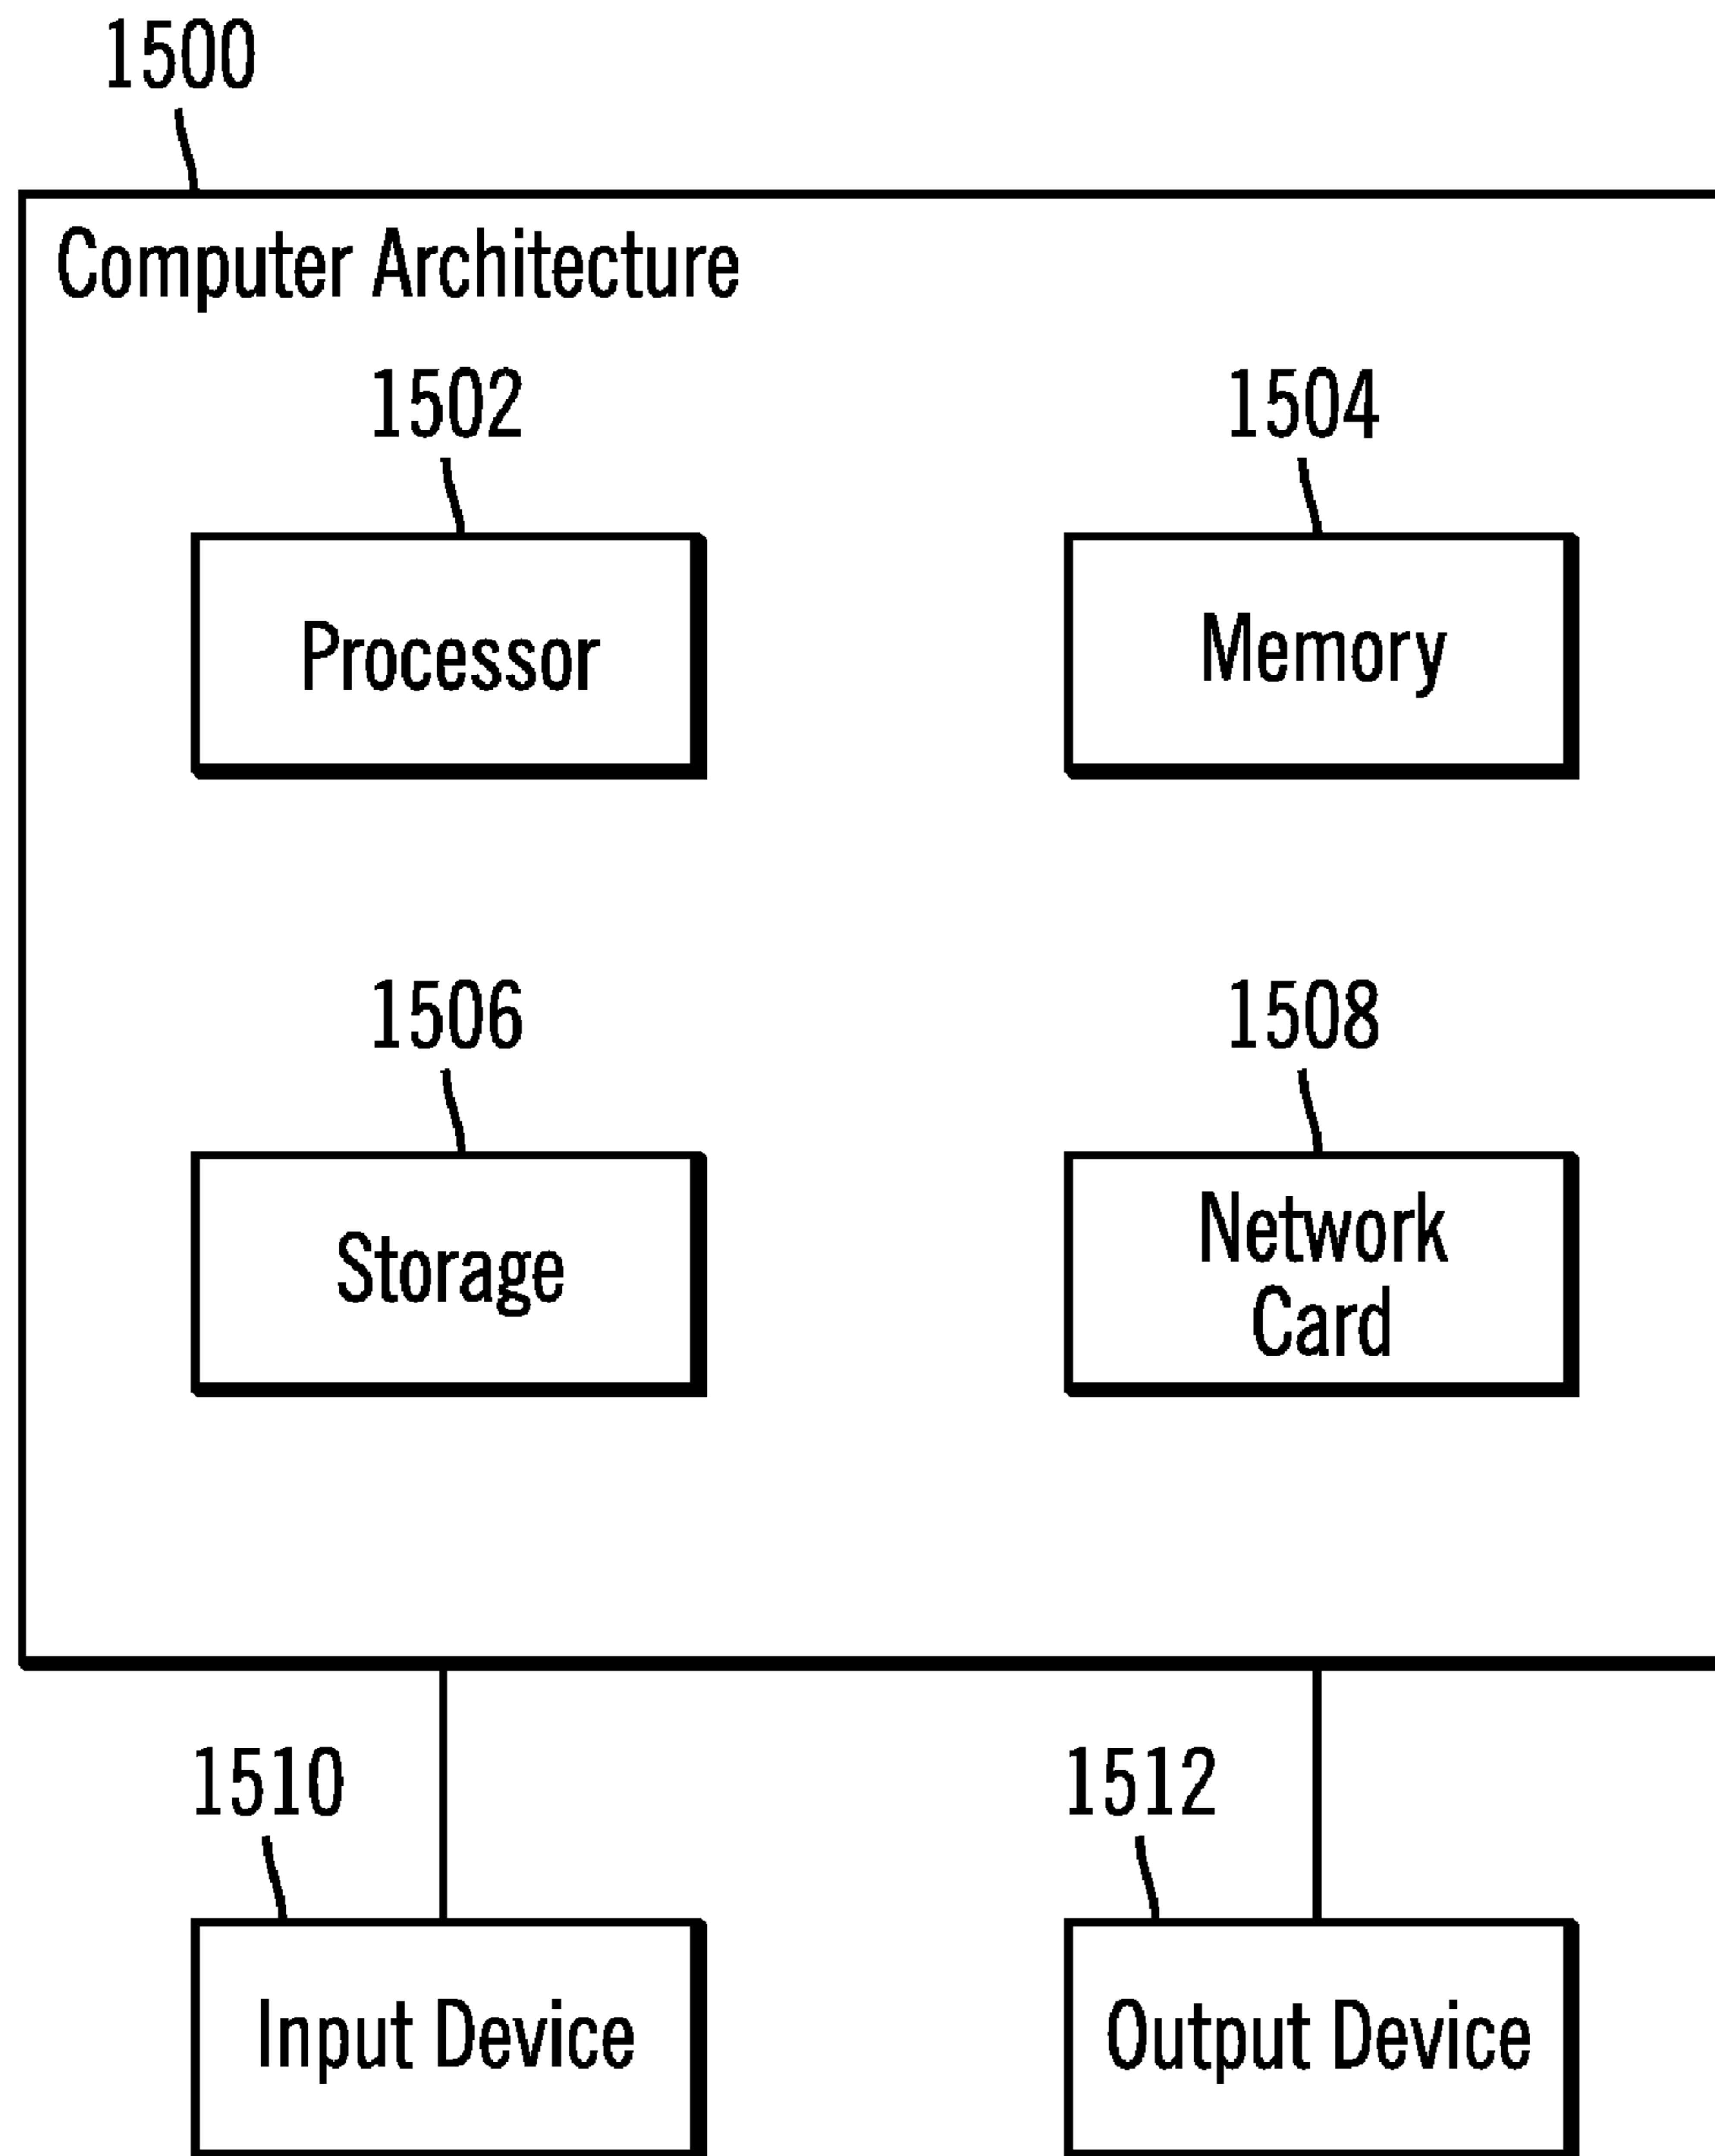 1500
Computer Architecture
1502
1504
Processor
Memory
1506
1508
Storage
Network
Card
1510
1512
Input Device
Output Device